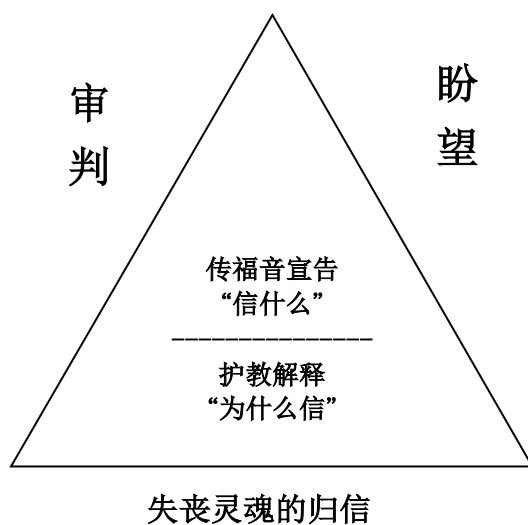 审判
盼望
传福音宣告
“信什么”
---------------
护教解释
“为什么信”
失丧灵魂的归信